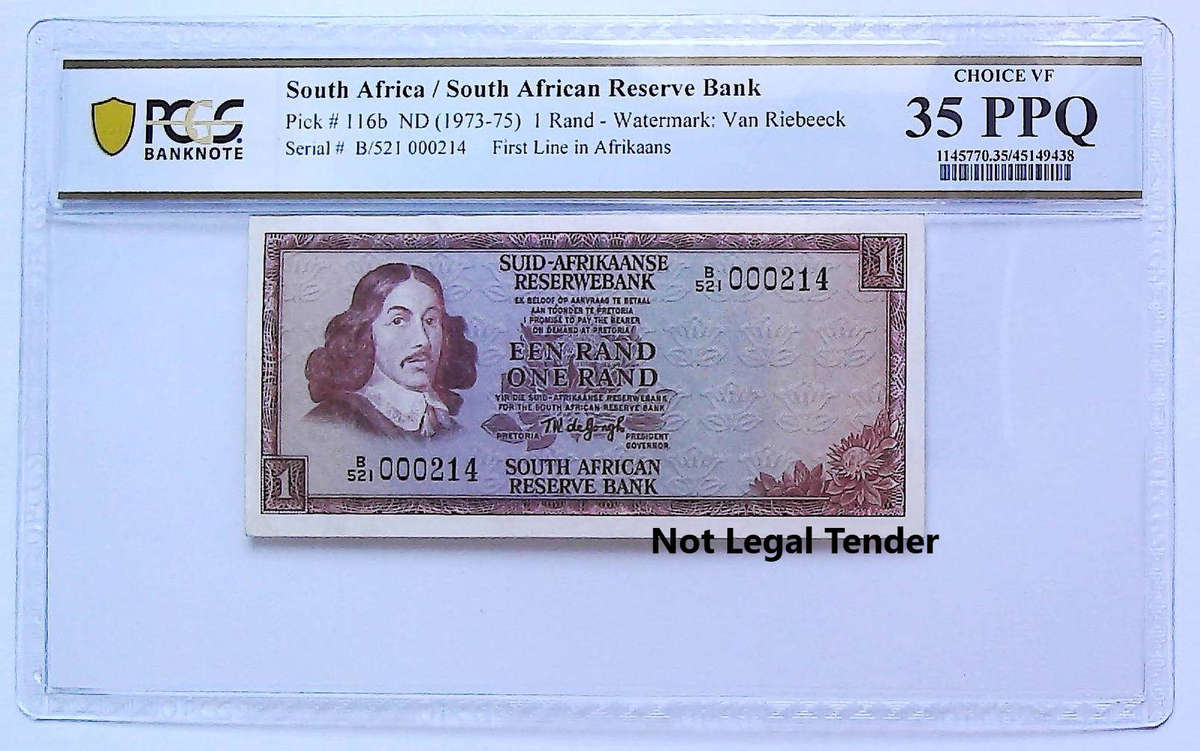 PCGS
BANKNOTE
South Africa / South African Reserve Bank
Pick # 116b ND (1973-75) 1 Rand - Watermark: Van Riebeeck
Serial # B/521 000214 First Line in Afrikaans
CHOICE VF
35 PPQ
1145770.35/45149438
SUID-AFRIKAANSE
RESERWEBANK
B/521 000214
1
EK BELOOF OP AANVRAAG TE BETAAL
AAN TOONDER TE PRETORIA
I PROMISE TO PAY THE BEARER
ON DEMAND AT PRETORIA
EEN RAND
ONE RAND
VIR DIE SUID-AFRIKAANSE RESERWEBANK
FOR THE SOUTH AFRICAN RESERVE BANK
TW de Jongh
PRETORIA PRESIDENT
GOVERNOR
1
B/521 000214
SOUTH AFRICAN
RESERVE BANK
Not Legal Tender